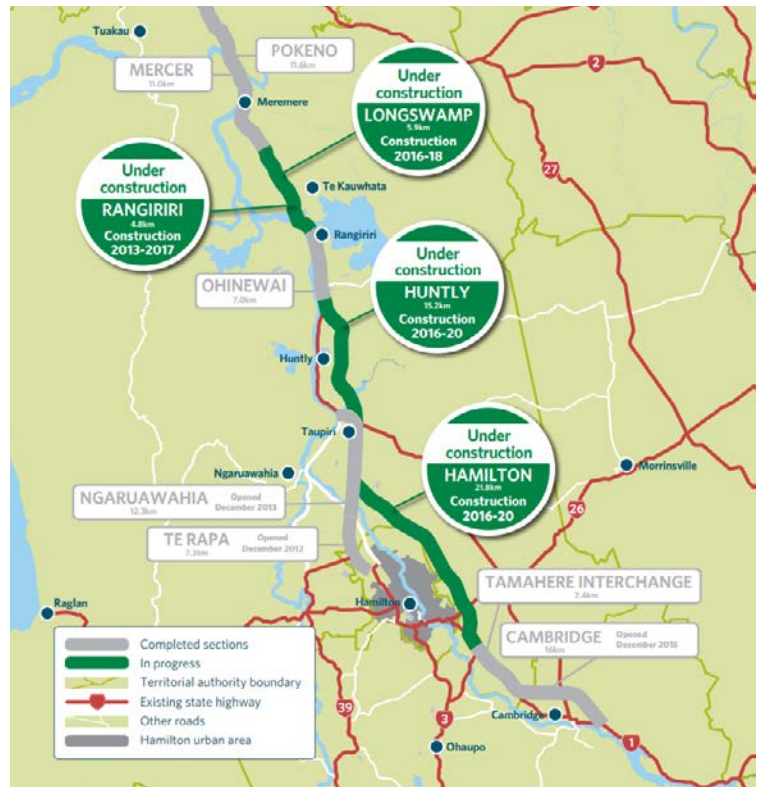 Tuakau
POKENO
11.6km
MERCER
11.0km
Meremere
2
Under
construction
LONGSWAMP
5.9km
Construction
2016-18
27
Under
construction
RANGIRIRI
4.8km
Construction
2013-2017
Te Kauwhata
Rangiriri
Under
construction
HUNTLY
15.2km
Construction
2016-20
OHINEWAI
7.0km
Huntly
Taupiri
Under
construction
HAMILTON
21.8km
Construction
2016-20
Morrinsville
Ngaruawahia
NGARUAWAHIA
12.3km
Opened
December 2013
26
TE RAPA
7.3km
Opened
December 2012
TAMAHERE INTERCHANGE
2.4km
Raglan
Hamilton
CAMBRIDGE
16km
Opened
December 2015
Completed sections
In progress
Territorial authority boundary
Existing state highway
Other roads
Hamilton urban area
39
3
Cambridge
1
Ohaupo